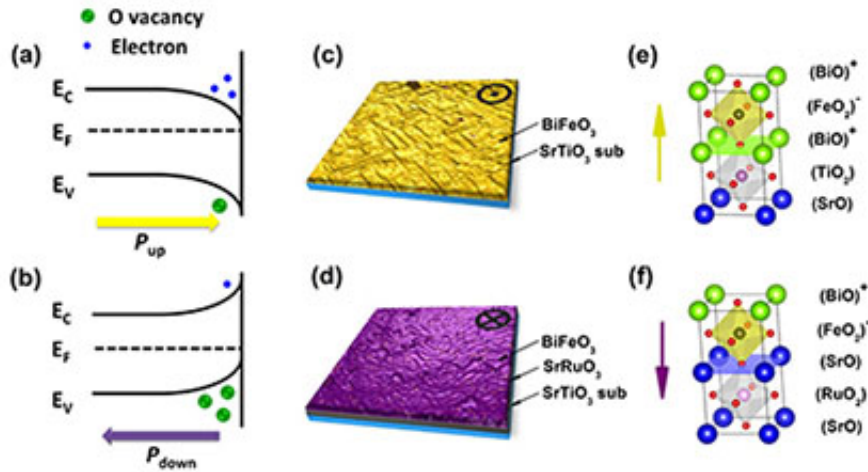 O vacancy
Electron
(a)
E_C
E_F
E_V
P_up
(b)
E_C
E_F
E_V
P_down
(c)
BiFeO₃
SrTiO₃ sub
(d)
BiFeO₃
SrRuO₃
SrTiO₃ sub
(e)
(BiO)⁺
(FeO₂)⁻
(BiO)⁺
(TiO₂)
(SrO)
(f)
(BiO)⁺
(FeO₂)⁻
(SrO)
(RuO₂)
(SrO)